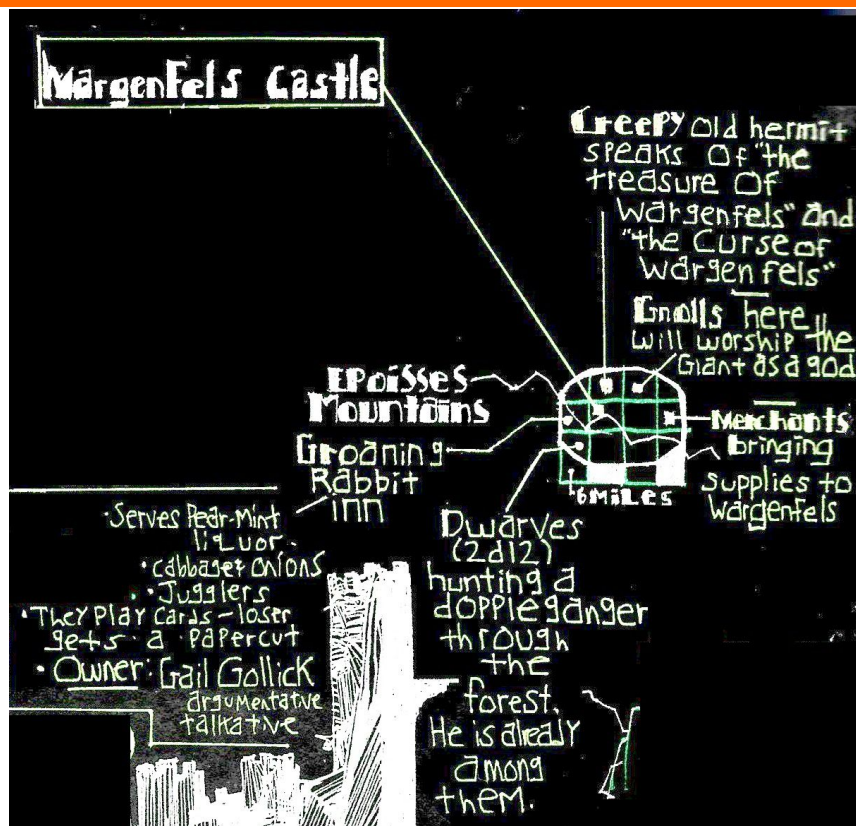 Wargenfels Castle
Creepy old hermit
speaks of "the
treasure of
Wargenfels" and
"the Curse of
Wargenfels"
Gnolls here
will worship the
Giant as a god
Epoisses
Mountains
Merchants
bringing
supplies to
Wargenfels
Groaning
Rabbit
inn
6 Miles
• Serves Pear-Mint
liquor
• cabbage & onions
• Jugglers
• They Play cards – loser
gets a papercut
• Owner: Gail Gollick
argumentative
talkative
Dwarves
(2d12)
hunting a
doppleganger
through
the
forest.
He is already
among
them.